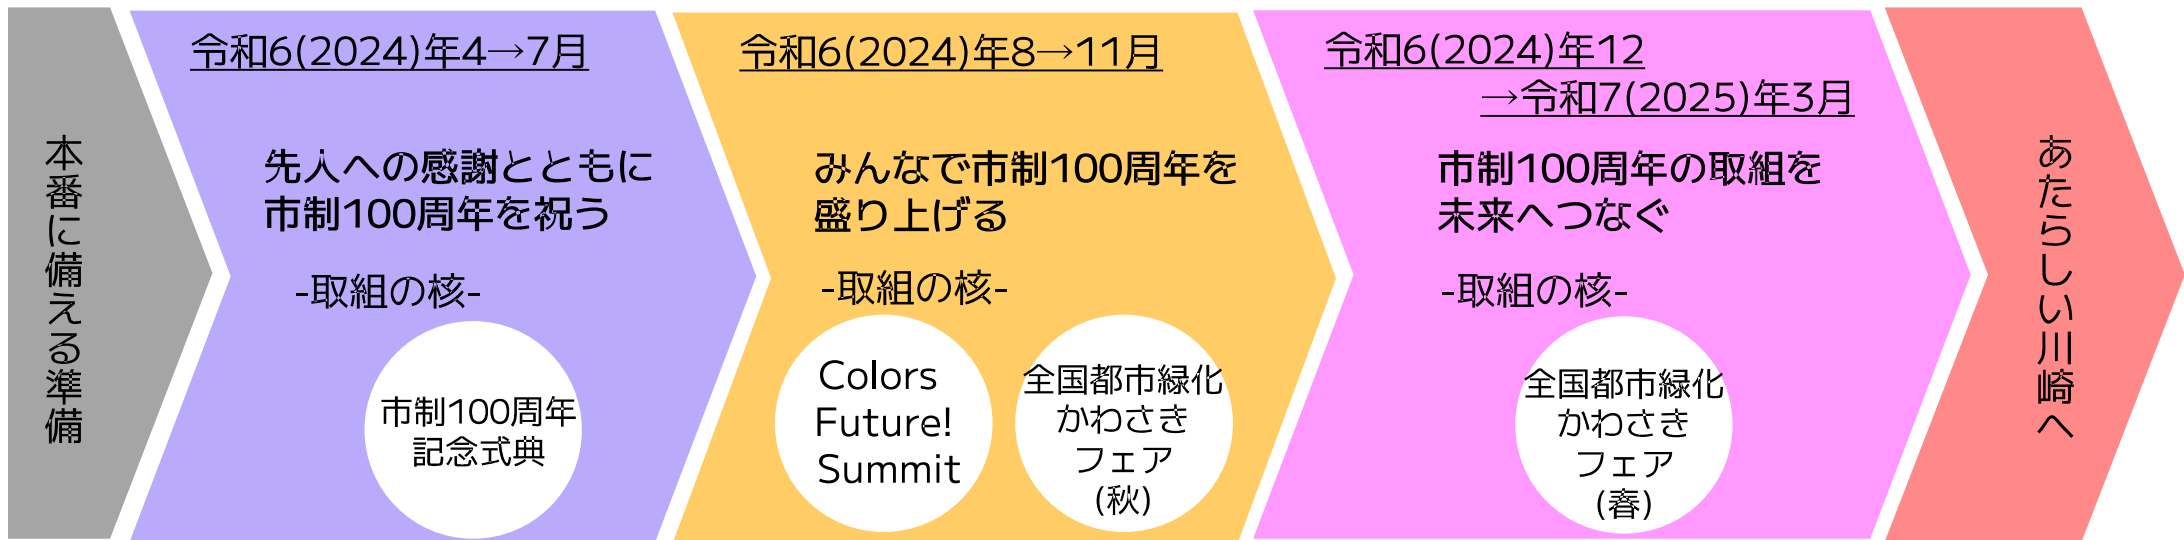 本番に備える準備
令和6(2024)年4→7月
先人への感謝とともに
市制100周年を祝う
-取組の核-
市制100周年
記念式典
令和6(2024)年8→11月
みんなで市制100周年を
盛り上げる
-取組の核-
Colors
Future!
Summit
全国都市緑化
かわさき
フェア
(秋)
令和6(2024)年12
→令和7(2025)年3月
市制100周年の取組を
未来へつなぐ
-取組の核-
全国都市緑化
かわさき
フェア
(春)
あたらしい川崎へ